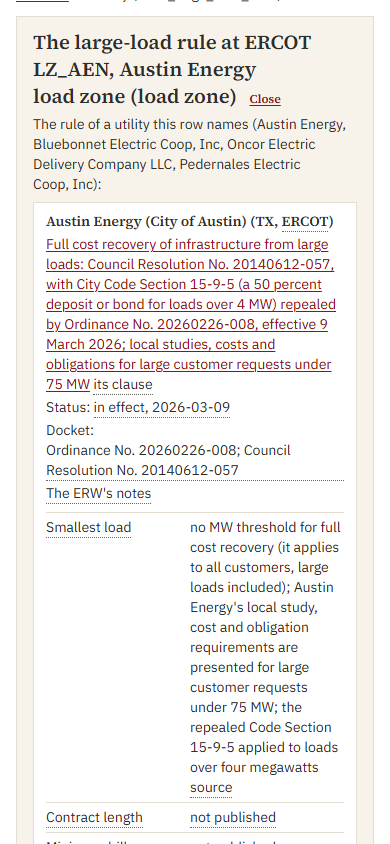 The large-load rule at ERCOT
LZ_AEN, Austin Energy
load zone (load zone) Close
The rule of a utility this row names (Austin Energy,
Bluebonnet Electric Coop, Inc, Oncor Electric
Delivery Company LLC, Pedernales Electric
Coop, Inc):
Austin Energy (City of Austin) (TX, ERCOT)
Full cost recovery of infrastructure from large
loads: Council Resolution No. 20140612-057,
with City Code Section 15-9-5 (a 50 percent
deposit or bond for loads over 4 MW) repealed
by Ordinance No. 20260226-008, effective 9
March 2026; local studies, costs and
obligations for large customer requests under
75 MW its clause
Status: in effect, 2026-03-09
Docket:
Ordinance No. 20260226-008; Council
Resolution No. 20140612-057
The ERW's notes
Smallest load
no MW threshold for full
cost recovery (it applies
to all customers, large
loads included); Austin
Energy's local study,
cost and obligation
requirements are
presented for large
customer requests
under 75 MW; the
repealed Code Section
15-9-5 applied to loads
over four megawatts
source
Contract length
not published